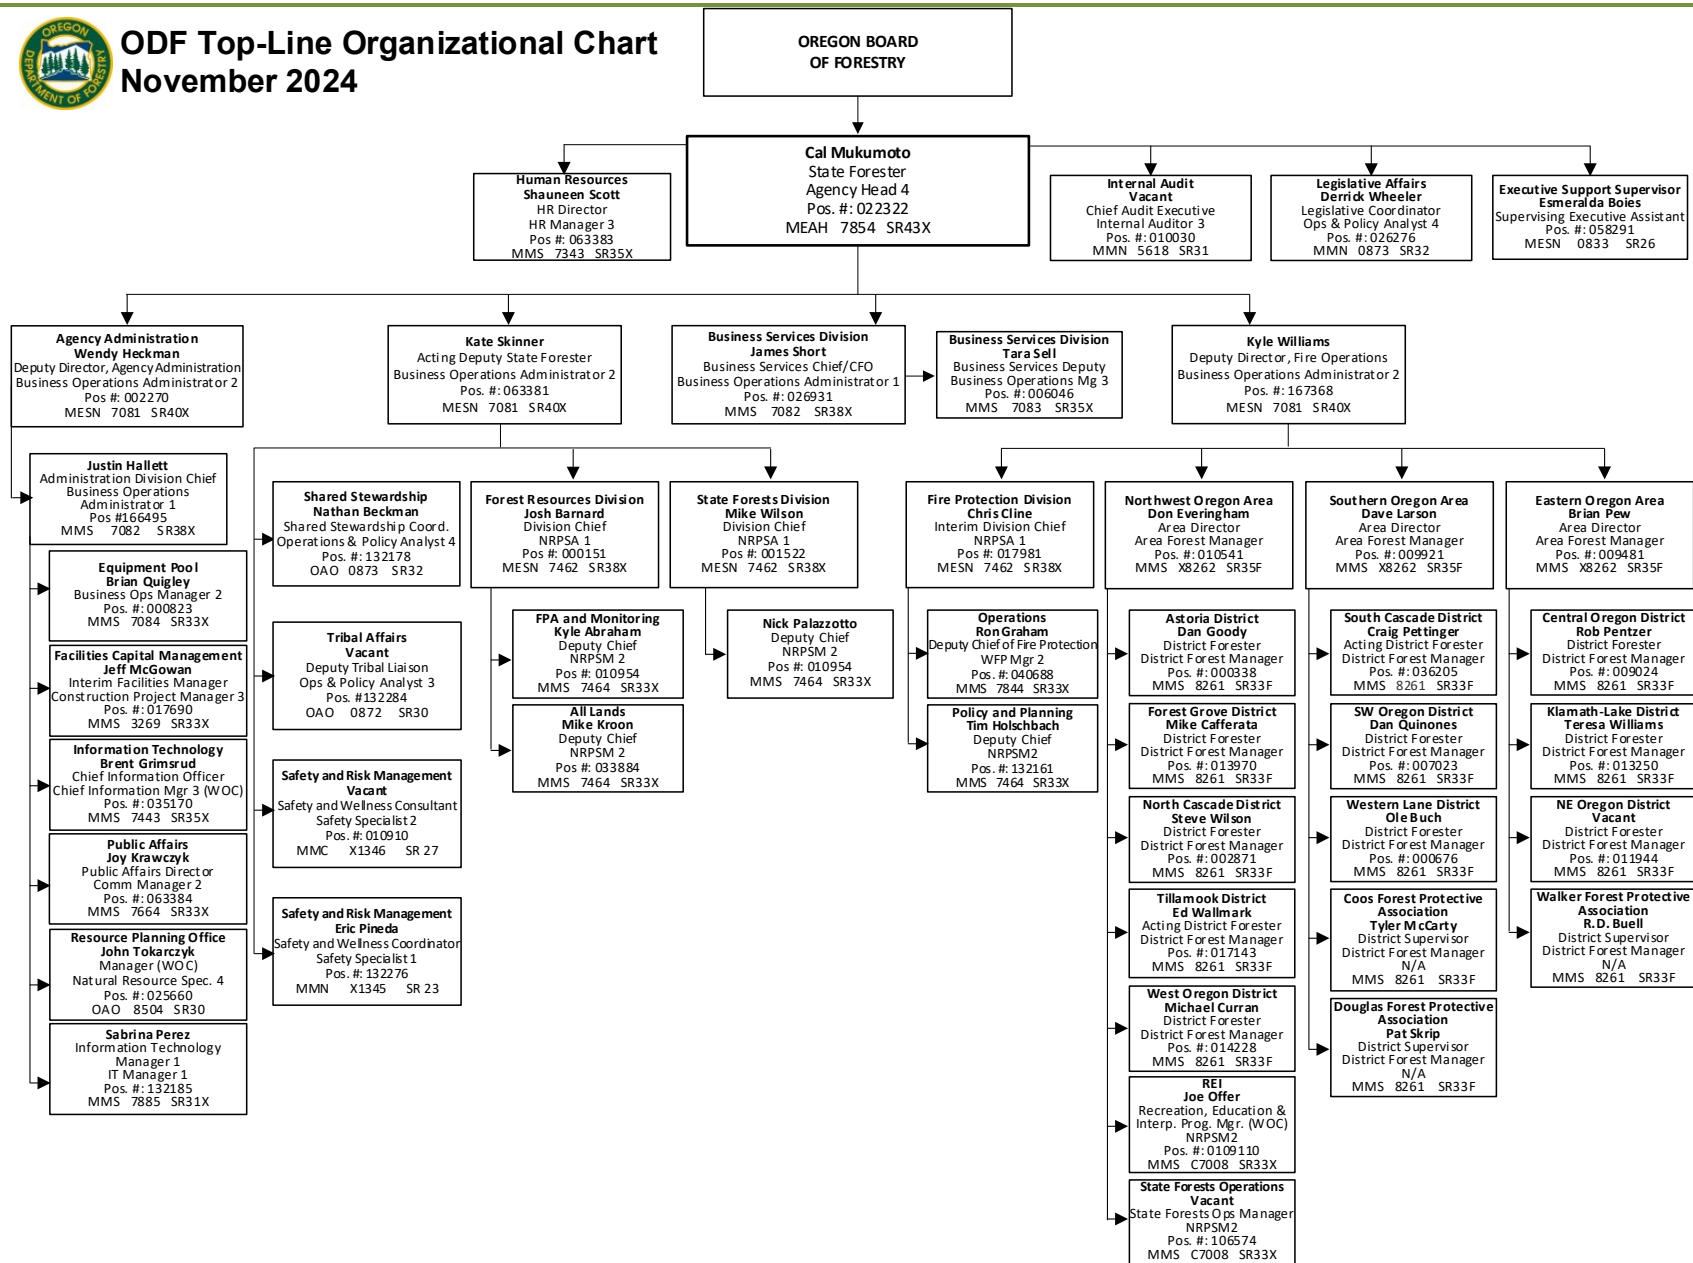 OREGON
DEPARTMENT OF FORESTRY
ODF Top-Line Organizational Chart
November 2024
OREGON BOARD
OF FORESTRY
Cal Mukumoto
State Forester
Agency Head 4
Pos. #: 022322
MEAH 7854 SR43X
Human Resources
Shauneen Scott
HR Director
HR Manager 3
Pos #: 063383
MMS 7343 SR35X
Internal Audit
Vacant
Chief Audit Executive
Internal Auditor 3
Pos. #: 010030
MMN 5618 SR31
Legislative Affairs
Derrick Wheeler
Legislative Coordinator
Ops & Policy Analyst 4
Pos. #: 026276
MMN 0873 SR32
Executive Support Supervisor
Esmeralda Boies
Supervising Executive Assistant
Pos. #: 058291
MESN 0833 SR26
Agency Administration
Wendy Heckman
Deputy Director, Agency Administration
Business Operations Administrator 2
Pos #: 002270
MESN 7081 SR40X
Kate Skinner
Acting Deputy State Forester
Business Operations Administrator 2
Pos. #: 063381
MESN 7081 SR40X
Business Services Division
James Short
Business Services Chief/CFO
Business Operations Administrator 1
Pos. #: 026931
MMS 7082 SR38X
Business Services Division
Tara Sell
Business Services Deputy
Business Operations Mg 3
Pos. #: 006046
MMS 7083 SR35X
Kyle Williams
Deputy Director, Fire Operations
Business Operations Administrator 2
Pos. #: 167368
MESN 7081 SR40X
Justin Hallett
Administration Division Chief
Business Operations
Administrator 1
Pos #166495
MMS 7082 SR38X
Equipment Pool
Brian Quigley
Business Ops Manager 2
Pos. #: 000823
MMS 7084 SR33X
Facilities Capital Management
Jeff McGowan
Interim Facilities Manager
Construction Project Manager 3
Pos. #: 017690
MMS 3269 SR33X
Information Technology
Brent Grimsrud
Chief Information Officer
Chief Information Mgr 3 (WOC)
Pos. #: 035170
MMS 7443 SR35X
Public Affairs
Joy Krawczyk
Public Affairs Director
Comm Manager 2
Pos. #: 063384
MMS 7664 SR33X
Resource Planning Office
John Tokarczyk
Manager (WOC)
Natural Resource Spec. 4
Pos. #: 025660
OAO 8504 SR30
Sabrina Perez
Information Technology
Manager 1
IT Manager 1
Pos. #: 132185
MMS 7885 SR31X
Shared Stewardship
Nathan Beckman
Shared Stewardship Coord.
Operations & Policy Analyst 4
Pos. #: 132178
OAO 0873 SR32
Tribal Affairs
Vacant
Deputy Tribal Liaison
Ops & Policy Analyst 3
Pos #132284
OAO 0872 SR30
Safety and Risk Management
Vacant
Safety and Wellness Consultant
Safety Specialist 2
Pos. #: 010910
MMC X1346 SR 27
Safety and Risk Management
Eric Pineda
Safety and Wellness Coordinator
Safety Specialist 1
Pos. #: 132276
MMN X1345 SR 23
Forest Resources Division
Josh Barnard
Division Chief
NRPSA 1
Pos #: 000151
MESN 7462 SR38X
FPA and Monitoring
Kyle Abraham
Deputy Chief
NRPSM 2
Pos #: 010954
MMS 7464 SR33X
All Lands
Mike Kroon
Deputy Chief
NRPSM 2
Pos #: 033884
MMS 7464 SR33X
State Forests Division
Mike Wilson
Division Chief
NRPSA 1
Pos #: 001522
MESN 7462 SR38X
Nick Palazzotto
Deputy Chief
NRPSM 2
Pos #: 010954
MMS 7464 SR33X
Fire Protection Division
Chris Cline
Interim Division Chief
NRPSA 1
Pos #: 017981
MESN 7462 SR38X
Operations
Ron Graham
Deputy Chief of Fire Protection
WFP Mgr 2
Pos. #: 040688
MMS 7844 SR33X
Policy and Planning
Tim Holschbach
Deputy Chief
NRPSM2
Pos. #: 132161
MMS 7464 SR33X
Northwest Oregon Area
Don Everingham
Area Director
Area Forest Manager
Pos. #: 010541
MMS X8262 SR35F
Astoria District
Dan Goody
District Forester
District Forest Manager
Pos. #: 000338
MMS 8261 SR33F
Forest Grove District
Mike Cafferata
District Forester
District Forest Manager
Pos. #: 013970
MMS 8261 SR33F
North Cascade District
Steve Wilson
District Forester
District Forest Manager
Pos. #: 002871
MMS 8261 SR33F
Tillamook District
Ed Wallmark
Acting District Forester
District Forest Manager
Pos. #: 017143
MMS 8261 SR33F
West Oregon District
Michael Curran
District Forester
District Forest Manager
Pos. #: 014228
MMS 8261 SR33F
REI
Joe Offer
Recreation, Education &
Interp. Prog. Mgr. (WOC)
NRPSM2
Pos. #: 0109110
MMS C7008 SR33X
State Forests Operations
Vacant
State Forests Ops Manager
NRPSM2
Pos. #: 106574
MMS C7008 SR33X
Southern Oregon Area
Dave Larson
Area Director
Area Forest Manager
Pos. #: 009921
MMS X8262 SR35F
South Cascade District
Craig Pettinger
Acting District Forester
District Forest Manager
Pos. #: 036205
MMS 8261 SR33F
SW Oregon District
Dan Quinones
District Forester
District Forest Manager
Pos. #: 007023
MMS 8261 SR33F
Western Lane District
Ole Buch
District Forester
District Forest Manager
Pos. #: 000676
MMS 8261 SR33F
Coos Forest Protective
Association
Tyler McCarty
District Supervisor
District Forest Manager
N/A
MMS 8261 SR33F
Douglas Forest Protective
Association
Pat Skrip
District Supervisor
District Forest Manager
N/A
MMS 8261 SR33F
Eastern Oregon Area
Brian Pew
Area Director
Area Forest Manager
Pos. #: 009481
MMS X8262 SR35F
Central Oregon District
Rob Pentzer
District Forester
District Forest Manager
Pos. #: 009024
MMS 8261 SR33F
Klamath-Lake District
Teresa Williams
District Forester
District Forest Manager
Pos. #: 013250
MMS 8261 SR33F
NE Oregon District
Vacant
District Forester
District Forest Manager
Pos. #: 011944
MMS 8261 SR33F
Walker Forest Protective
Association
R.D. Buell
District Supervisor
District Forest Manager
N/A
MMS 8261 SR33F